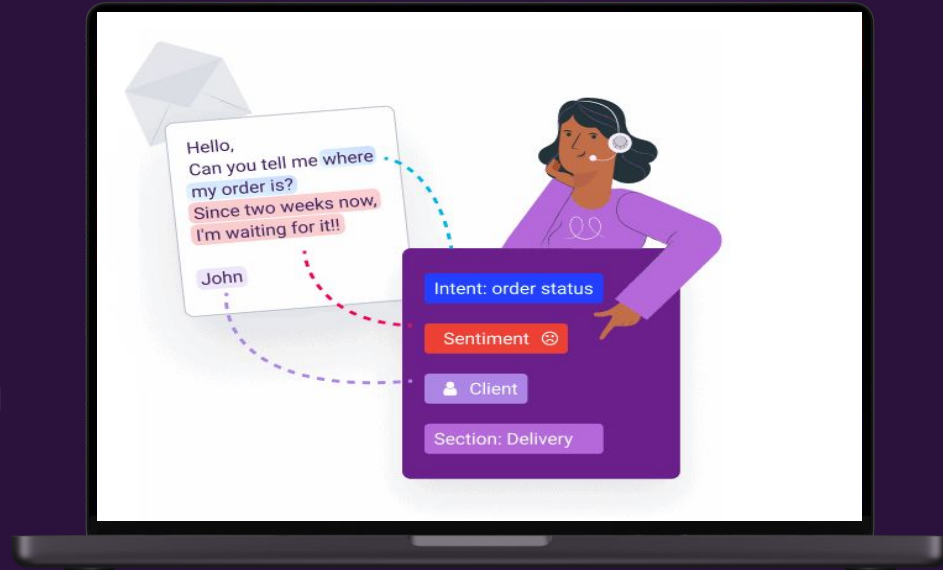 Hello,
Can you tell me where
my order is?
Since two weeks now,
I'm waiting for it!!
John
Intent: order status
Sentiment ☹
Client
Section: Delivery